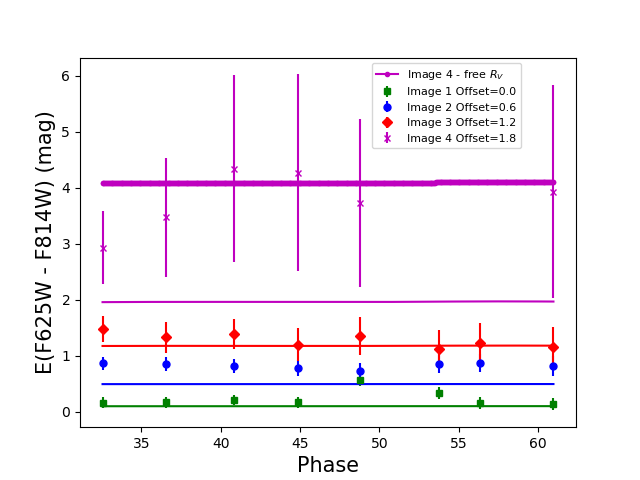 E(F625W - F814W) (mag)
6
5
4
3
2
1
0
Image 4 - free R_V
Image 1 Offset=0.0
Image 2 Offset=0.6
Image 3 Offset=1.2
Image 4 Offset=1.8
35 40 45 50 55 60
Phase